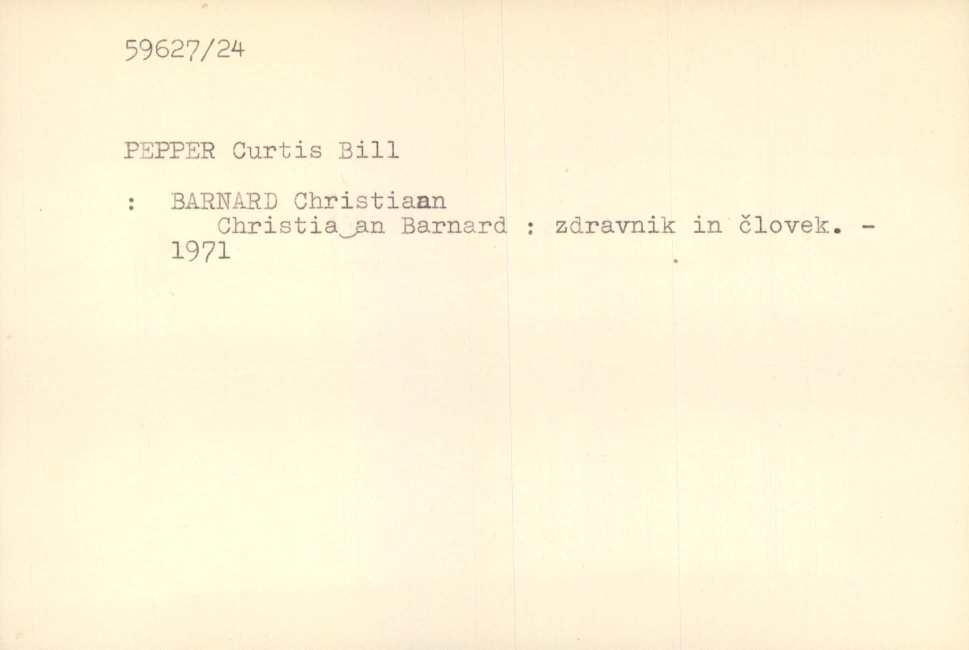 59627/24
PEPPER Curtis Bill
: BARNARD Christiaan
Christiaan Barnard : zdravnik in človek. -
1971